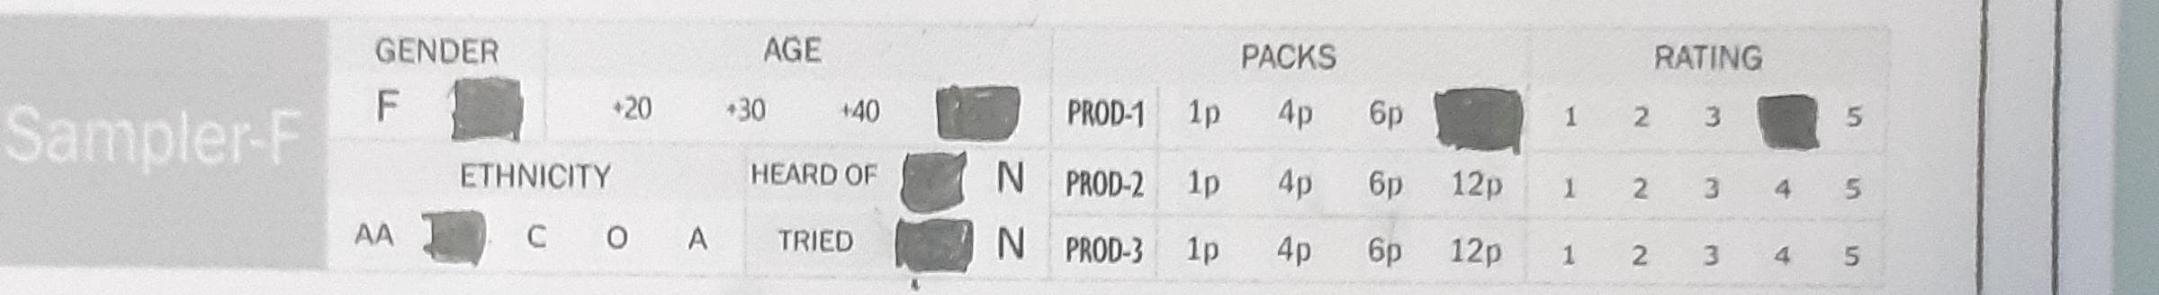 GENDER AGE PACKS RATING
F +20 +30 +40 PROD-1 1p 4p 6p 1 2 3 5
Sampler-F
ETHNICITY HEARD OF N PROD-2 1p 4p 6p 12p 1 2 3 4 5
AA C O A TRIED N PROD-3 1p 4p 6p 12p 1 2 3 4 5